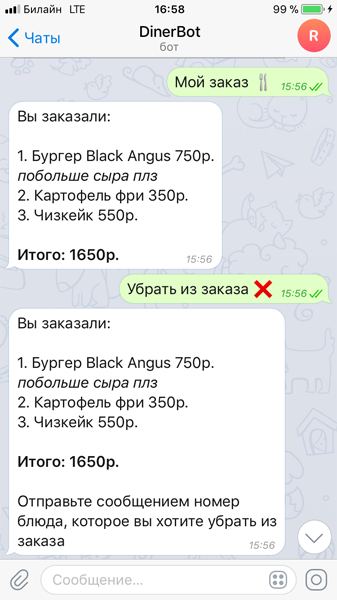 Билайн LTE 16:58 99 %
Чаты DinerBot R
бот
Мой заказ 🍴 15:56
Вы заказали:
1. Бургер Black Angus 750р.
побольше сыра плз
2. Картофель фри 350р.
3. Чизкейк 550р.
Итого: 1650р. 15:56
Убрать из заказа ❌ 15:56
Вы заказали:
1. Бургер Black Angus 750р.
побольше сыра плз
2. Картофель фри 350р.
3. Чизкейк 550р.
Итого: 1650р.
Отправьте сообщением номер
блюда, которое вы хотите убрать из
заказа 15:56
Сообщение...